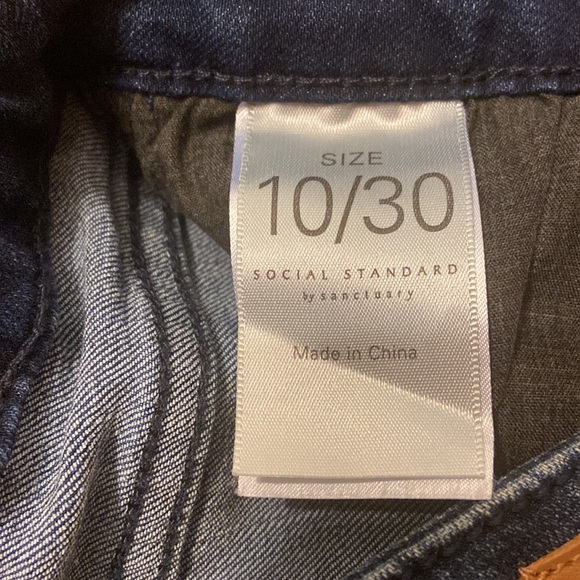 SIZE
10/30
SOCIAL STANDARD
by sanctuary
Made in China